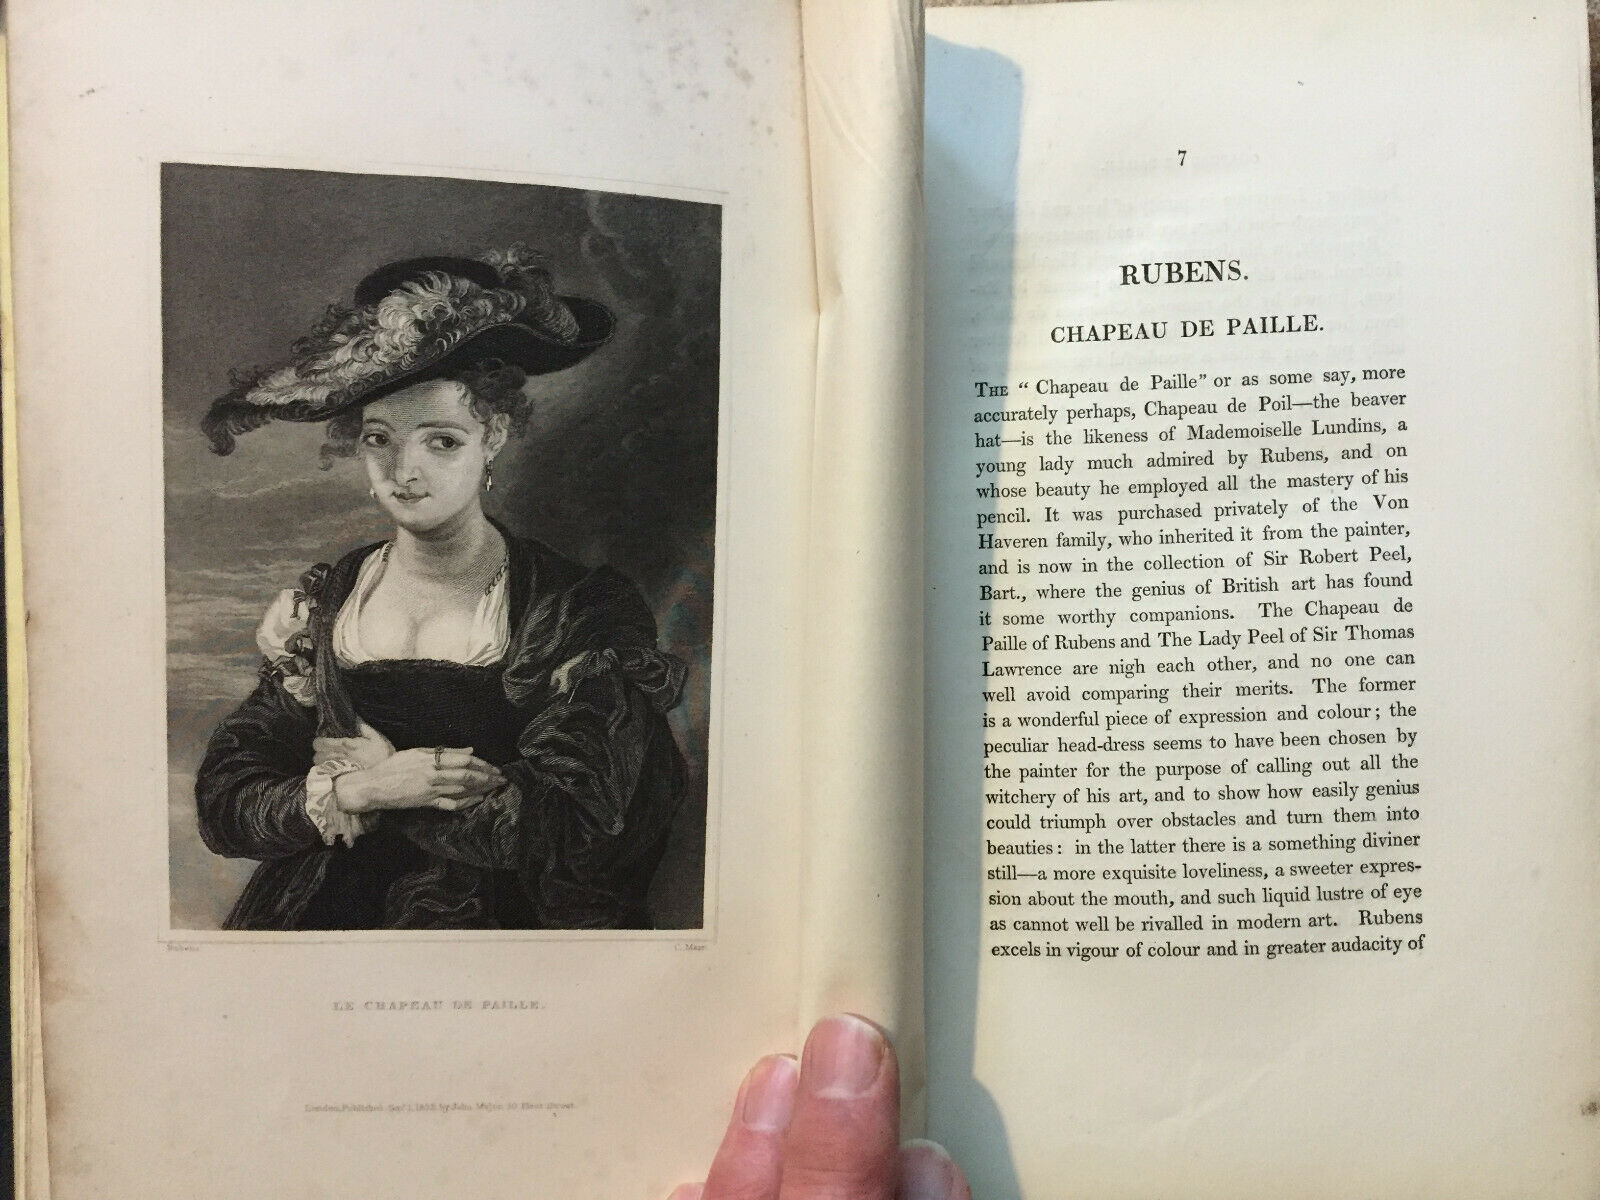 Rubens
C. Marr
LE CHAPEAU DE PAILLE.
London, Published by John Major 50 Fleet Street.
7
RUBENS.
CHAPEAU DE PAILLE.
THE “ Chapeau de Paille” or as some say, more
accurately perhaps, Chapeau de Poil—the beaver
hat—is the likeness of Mademoiselle Lundins, a
young lady much admired by Rubens, and on
whose beauty he employed all the mastery of his
pencil. It was purchased privately of the Von
Haveren family, who inherited it from the painter,
and is now in the collection of Sir Robert Peel,
Bart., where the genius of British art has found
it some worthy companions. The Chapeau de
Paille of Rubens and The Lady Peel of Sir Thomas
Lawrence are nigh each other, and no one can
well avoid comparing their merits. The former
is a wonderful piece of expression and colour; the
peculiar head-dress seems to have been chosen by
the painter for the purpose of calling out all the
witchery of his art, and to show how easily genius
could triumph over obstacles and turn them into
beauties: in the latter there is a something diviner
still—a more exquisite loveliness, a sweeter expres-
sion about the mouth, and such liquid lustre of eye
as cannot well be rivalled in modern art. Rubens
excels in vigour of colour and in greater audacity of